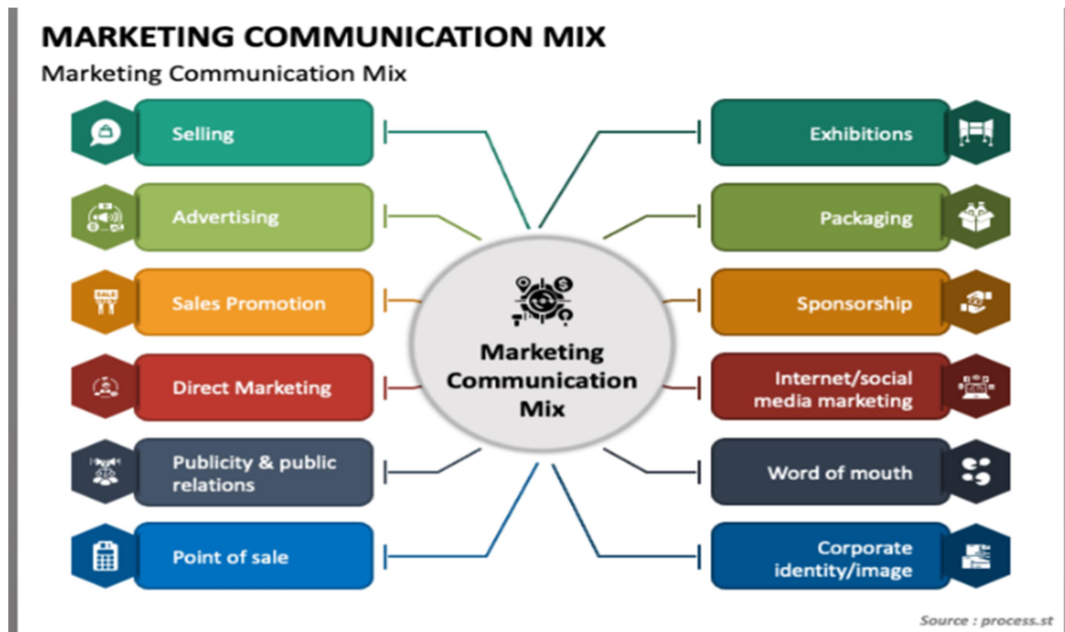 MARKETING COMMUNICATION MIX
Marketing Communication Mix
Selling
Advertising
Sales Promotion
Direct Marketing
Publicity & public
relations
Point of sale
Marketing
Communication
Mix
Exhibitions
Packaging
Sponsorship
Internet/social
media marketing
Word of mouth
Corporate
identity/image
Source : process.st